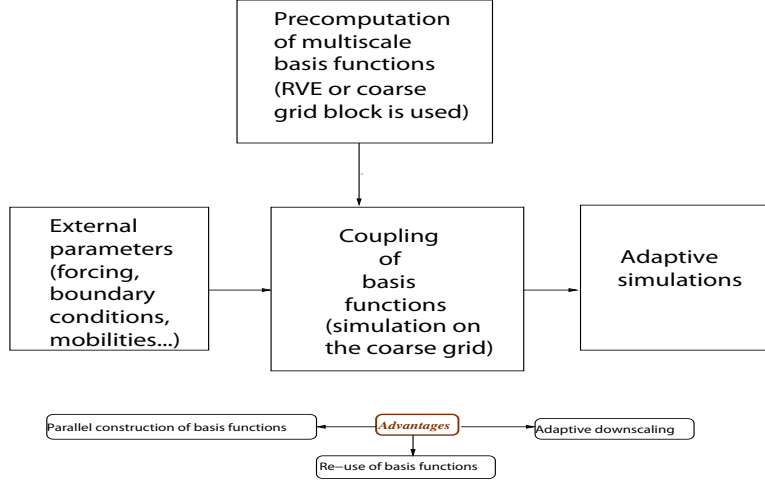 Precomputation
of multiscale
basis functions
(RVE or coarse
grid block is used)
External
parameters
(forcing,
boundary
conditions,
mobilities...)
Coupling
of
basis
functions
(simulation on
the coarse grid)
Adaptive
simulations
Parallel construction of basis functions
Advantages
Adaptive downscaling
Re−use of basis functions